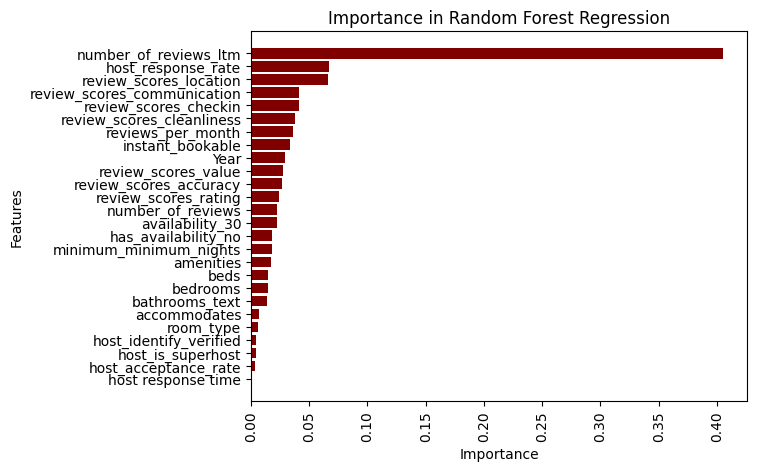 Importance in Random Forest Regression
number_of_reviews_ltm
host_response_rate
review_scores_location
review_scores_communication
review_scores_checkin
review_scores_cleanliness
reviews_per_month
instant_bookable
Year
review_scores_value
review_scores_accuracy
review_scores_rating
number_of_reviews
availability_30
has_availability_no
minimum_minimum_nights
amenities
beds
bedrooms
bathrooms_text
accommodates
room_type
host_identify_verified
host_is_superhost
host_acceptance_rate
host response time
Features
0.00
0.05
0.10
0.15
0.20
0.25
0.30
0.35
0.40
Importance